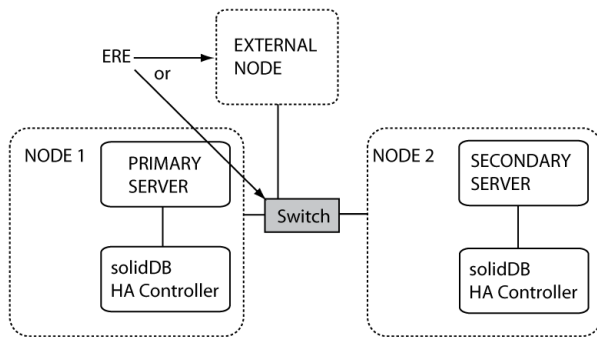 EXTERNAL
NODE
ERE
or
NODE 1
PRIMARY
SERVER
NODE 2
SECONDARY
SERVER
Switch
solidDB
HA Controller
solidDB
HA Controller